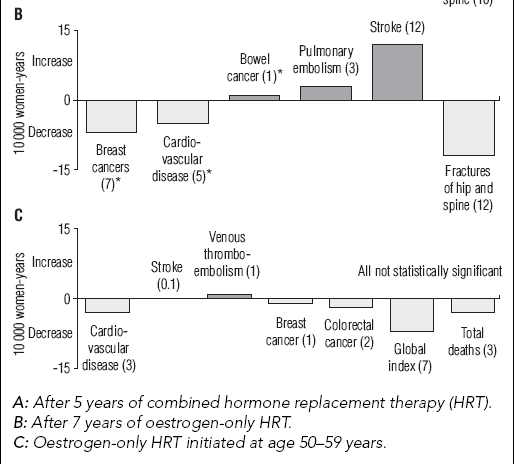 spine (10)
B
15
Stroke (12)
Increase
Bowel
cancer (1)*
Pulmonary
embolism (3)
10 000 women-years
0
Decrease
Breast
cancers
(7)*
Cardio-
vascular
disease (5)*
-15
Fractures
of hip and
spine (12)
C
15
Venous
thrombo-
embolism (1)
Increase
Stroke
(0.1)
All not statistically significant
10 000 women-years
0
Decrease
Cardio-
vascular
disease (3)
Breast
cancer (1)
Colorectal
cancer (2)
Global
index (7)
Total
deaths (3)
-15
A: After 5 years of combined hormone replacement therapy (HRT).
B: After 7 years of oestrogen-only HRT.
C: Oestrogen-only HRT initiated at age 50–59 years.